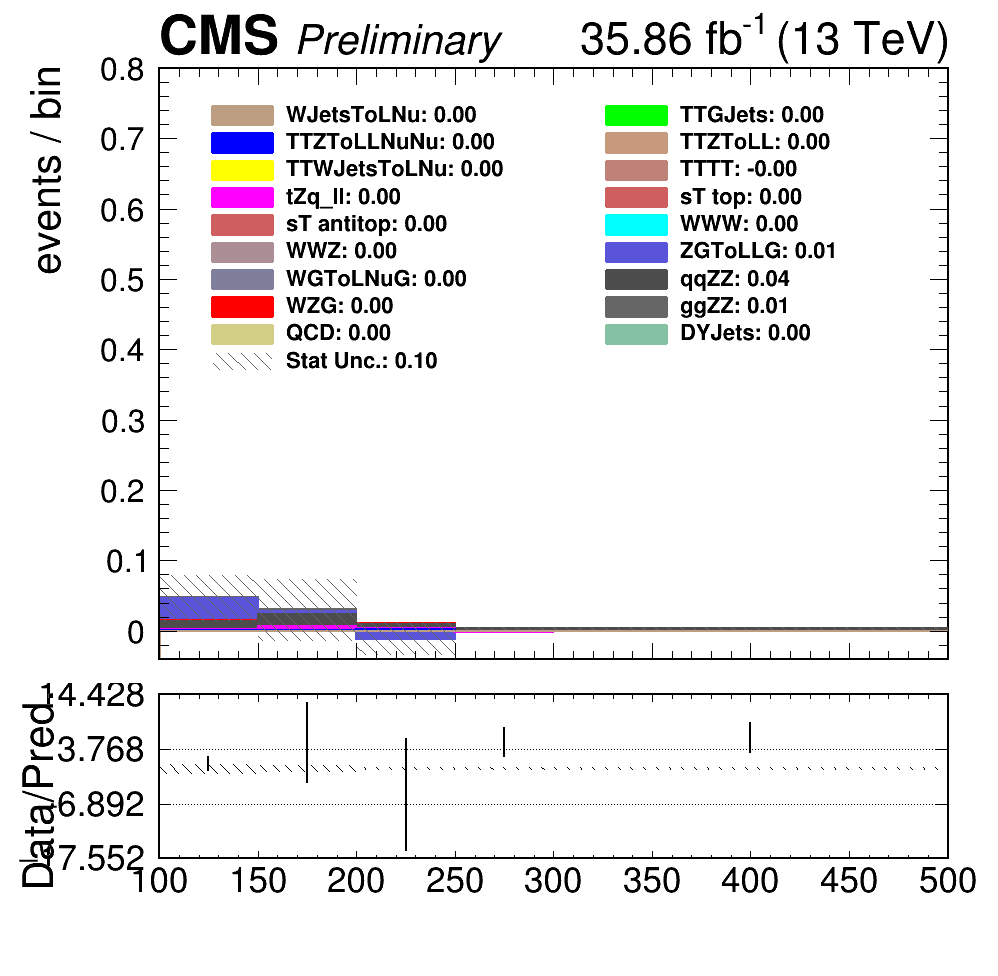 CMS Preliminary 35.86 fb-1 (13 TeV)
events / bin
0.8
0.7
0.6
0.5
0.4
0.3
0.2
0.1
0
WJetsToLNu: 0.00
TTZToLLNuNu: 0.00
TTWJetsToLNu: 0.00
tZq_ll: 0.00
sT antitop: 0.00
WWZ: 0.00
WGToLNuG: 0.00
WZG: 0.00
QCD: 0.00
Stat Unc.: 0.10
TTGJets: 0.00
TTZToLL: 0.00
TTTT: -0.00
sT top: 0.00
WWW: 0.00
ZGToLLG: 0.01
qqZZ: 0.04
ggZZ: 0.01
DYJets: 0.00
Data/Pred.
14.428
3.768
-6.892
-17.552
100 150 200 250 300 350 400 450 500